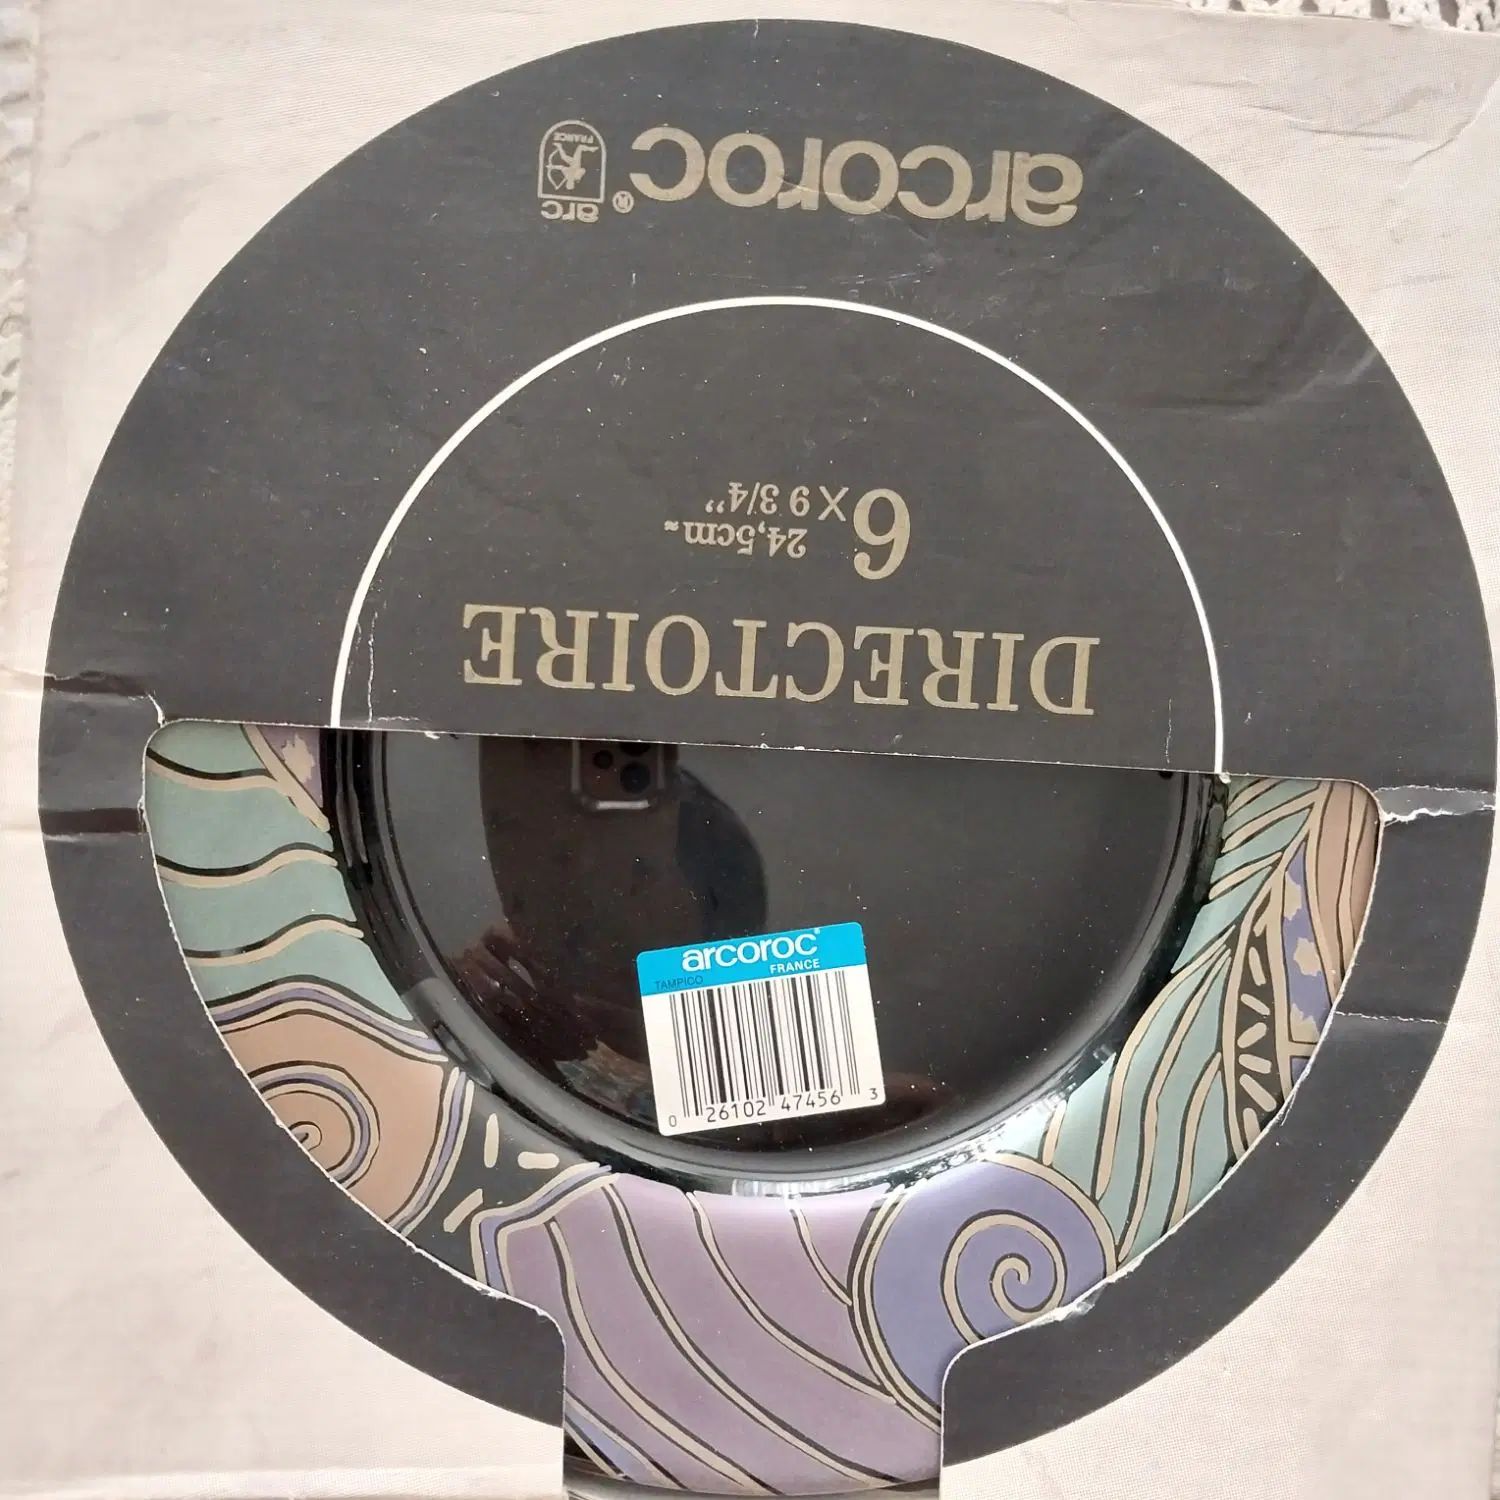 arcoroc®
arc
FRANCE
DIRECTOIRE
6 X 9 3/4”
24,5cm≈
arcoroc®
FRANCE
TAMPICO
0 26102 47456 3